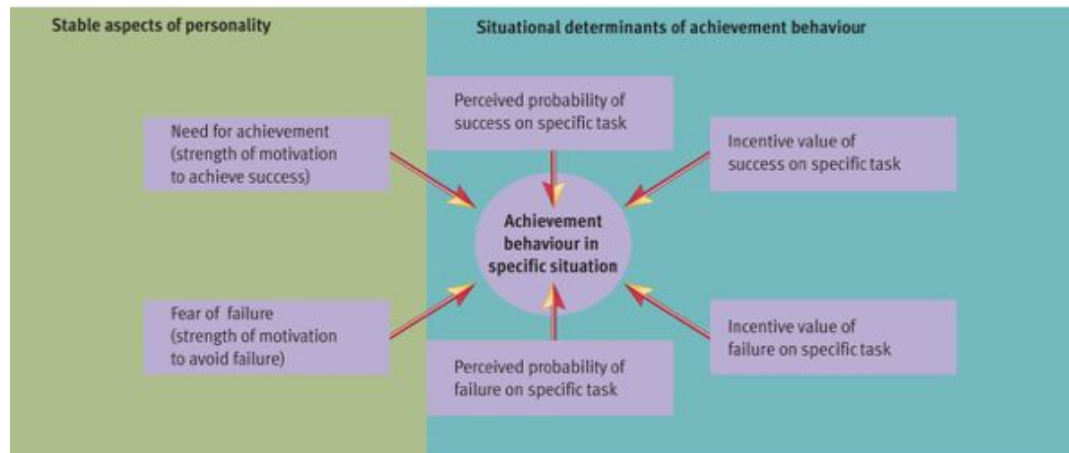 Stable aspects of personality
Situational determinants of achievement behaviour
Perceived probability of
success on specific task
Need for achievement
(strength of motivation
to achieve success)
Incentive value of
success on specific task
Achievement
behaviour in
specific situation
Fear of failure
(strength of motivation
to avoid failure)
Incentive value of
failure on specific task
Perceived probability of
failure on specific task